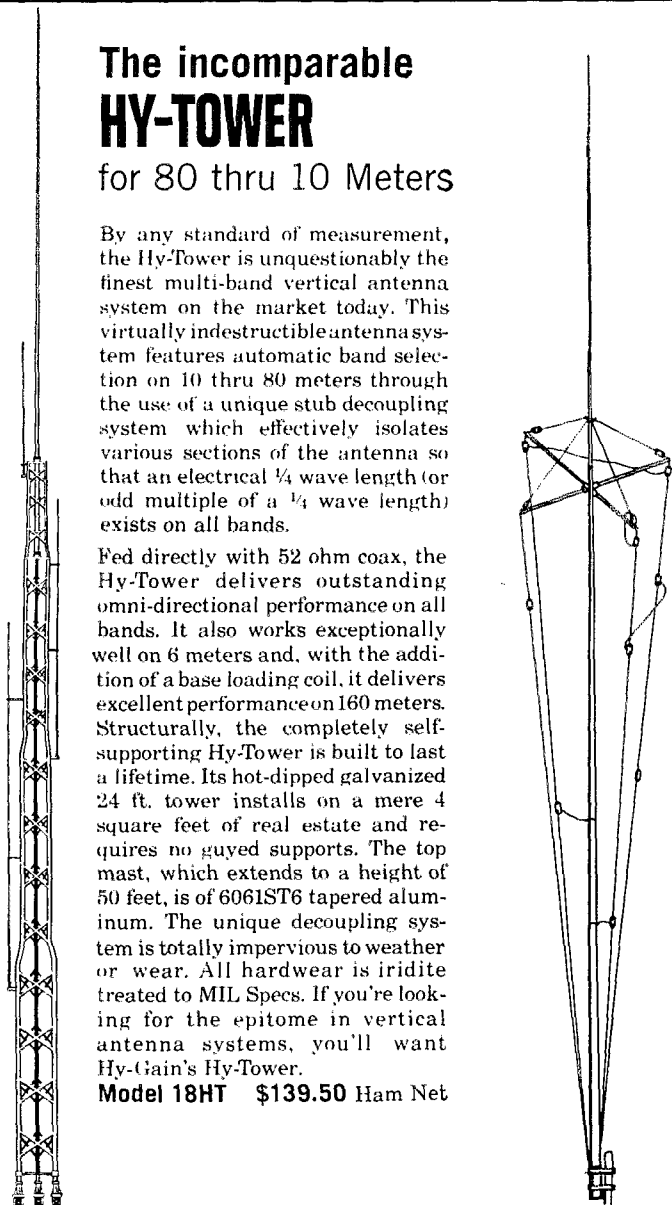 The incomparable
HY-TOWER
for 80 thru 10 Meters
By any standard of measurement,
the Hy-Tower is unquestionably the
finest multi-band vertical antenna
system on the market today. This
virtually indestructible antenna sys-
tem features automatic band selec-
tion on 10 thru 80 meters through
the use of a unique stub decoupling
system which effectively isolates
various sections of the antenna so
that an electrical ¼ wave length (or
odd multiple of a ¼ wave length)
exists on all bands.
Fed directly with 52 ohm coax, the
Hy-Tower delivers outstanding
omni-directional performance on all
bands. It also works exceptionally
well on 6 meters and, with the addi-
tion of a base loading coil, it delivers
excellent performance on 160 meters.
Structurally, the completely self-
supporting Hy-Tower is built to last
a lifetime. Its hot-dipped galvanized
24 ft. tower installs on a mere 4
square feet of real estate and re-
quires no guyed supports. The top
mast, which extends to a height of
50 feet, is of 6061ST6 tapered alum-
inum. The unique decoupling sys-
tem is totally impervious to weather
or wear. All hardwear is iridite
treated to MIL Specs. If you're look-
ing for the epitome in vertical
antenna systems, you'll want
Hy-Gain's Hy-Tower.
Model 18HT $139.50 Ham Net